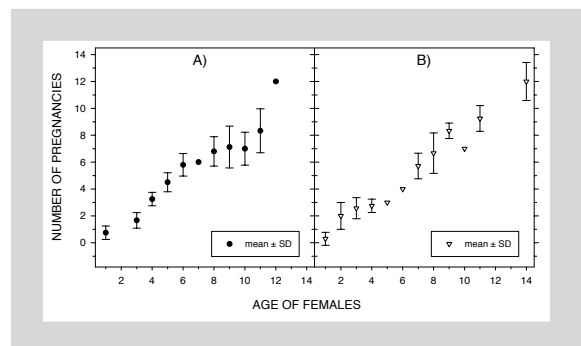 A) B)
NUMBER OF PREGNANCIES
14
12
10
8
6
4
2
0
mean ± SD
mean ± SD
2 4 6 8 10 12 14 2 4 6 8 10 12 14
AGE OF FEMALES